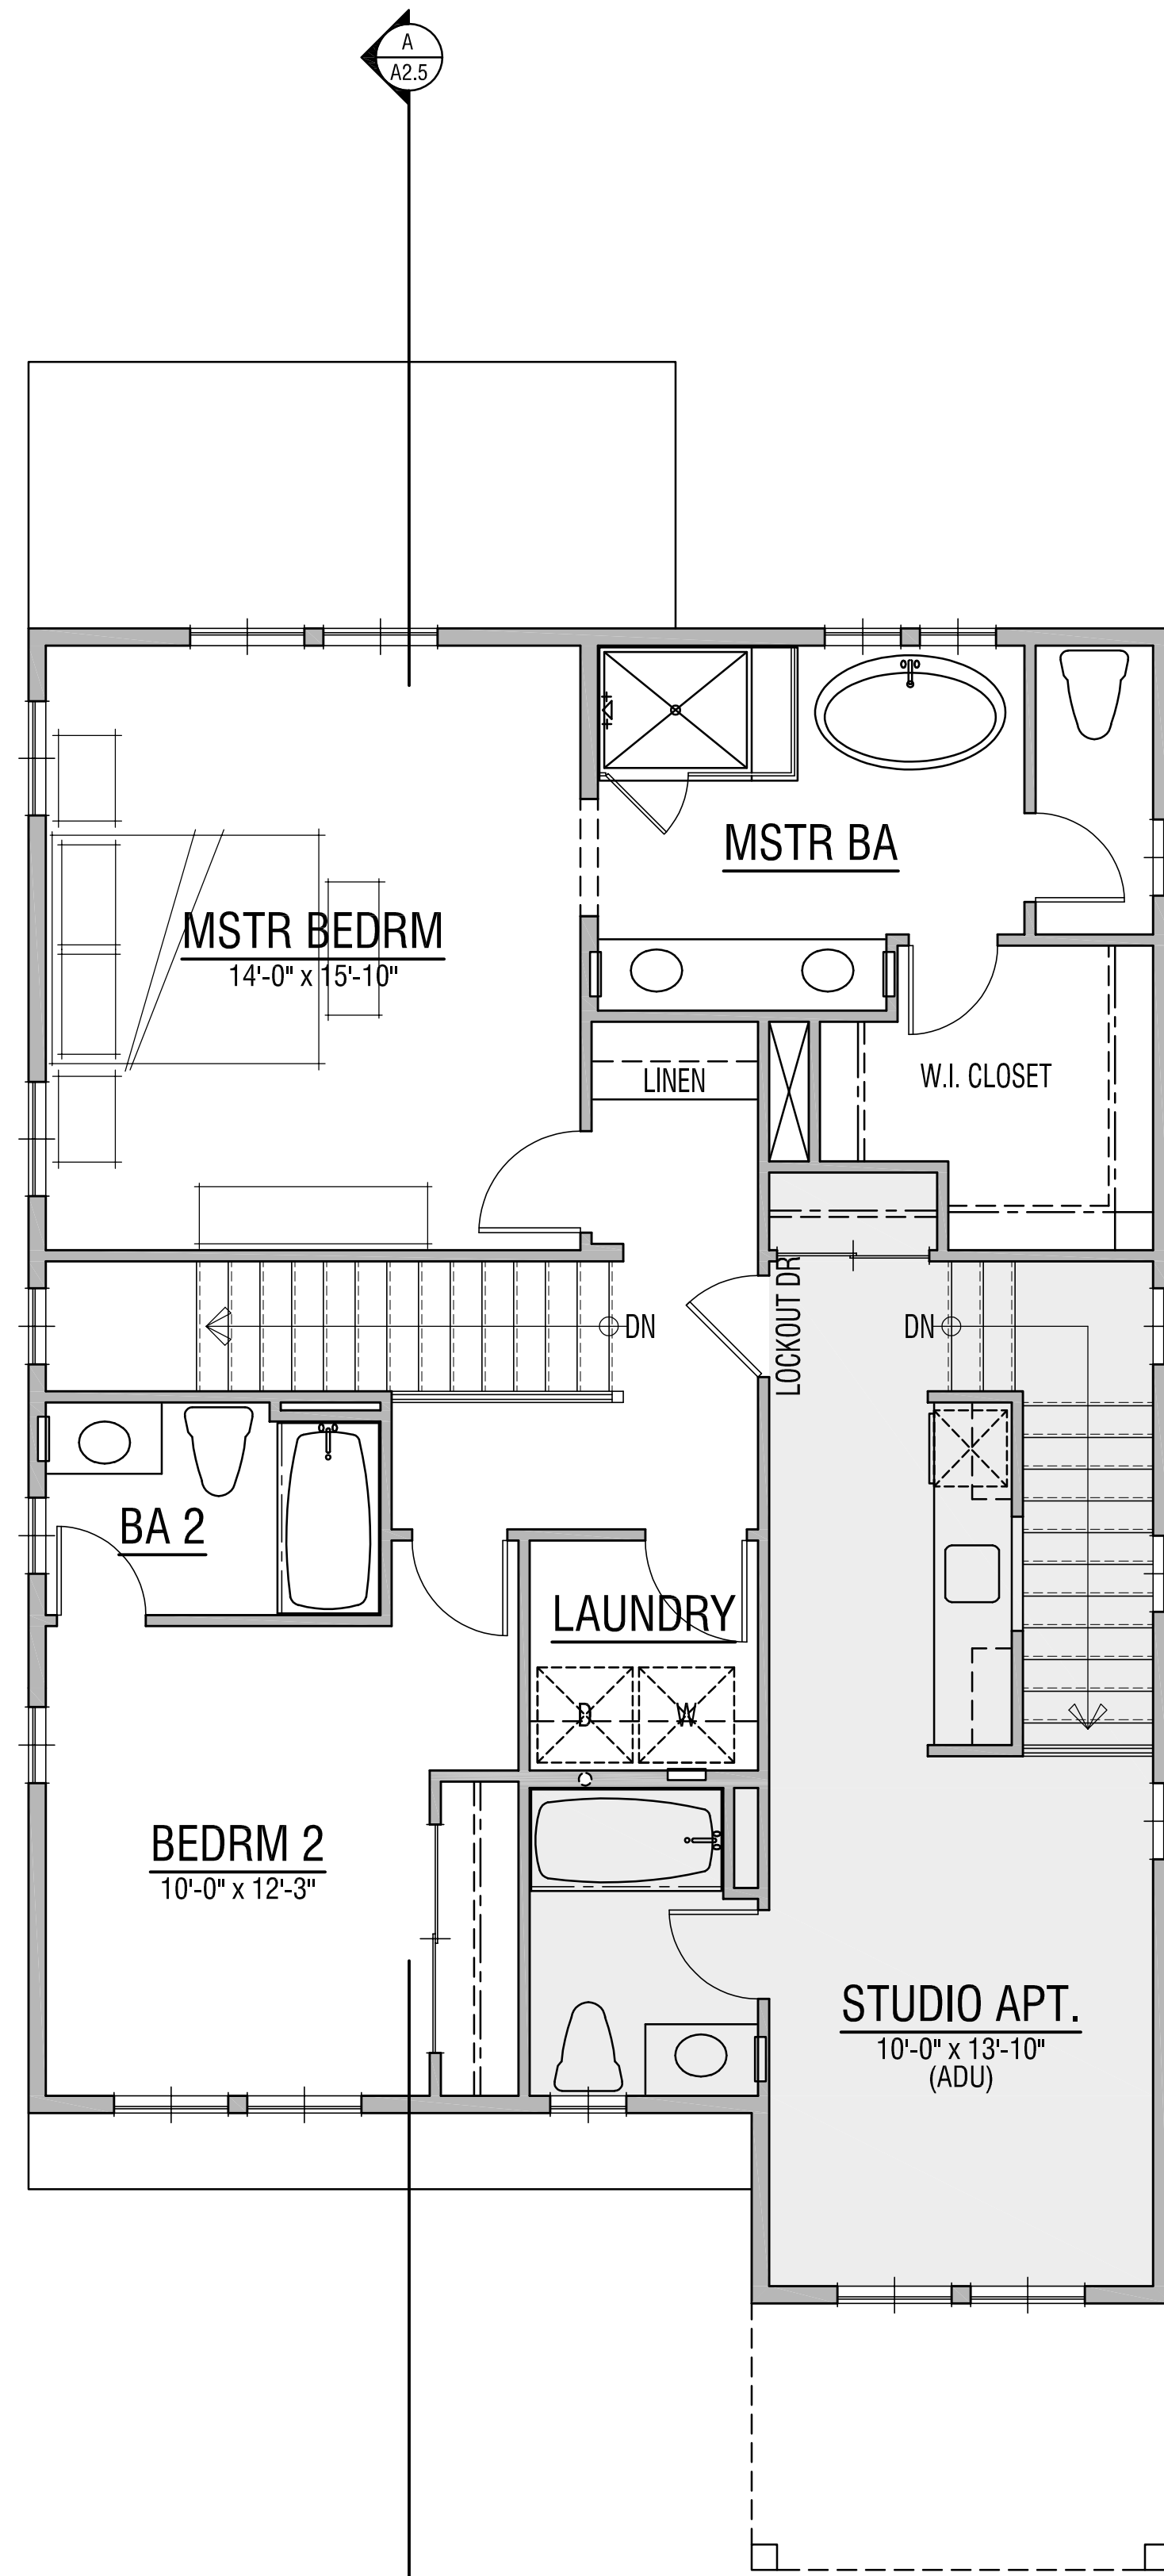 A
A2.5
MSTR BA
MSTR BEDRM
14'-0" x 15'-10"
LINEN
W.I. CLOSET
LOCKOUT DR
DN
DN
BA 2
LAUNDRY
D
W
BEDRM 2
10'-0" x 12'-3"
STUDIO APT.
10'-0" x 13'-10"
(ADU)